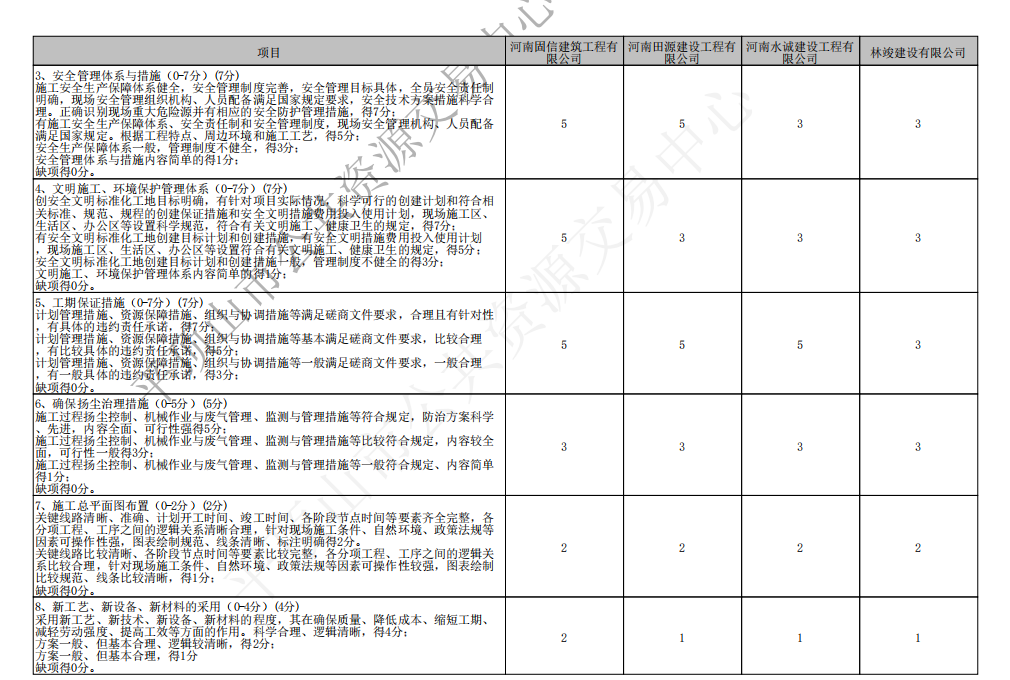 项目
河南固信建筑工程有
限公司
河南田源建设工程有
限公司
河南水诚建设工程有
限公司
林竣建设有限公司
3、安全管理体系与措施（0-7分）(7分)
施工安全生产保障体系健全，安全管理制度完善，安全管理目标具体，全员安全责任制
明确，现场安全管理组织机构、人员配备满足国家规定要求，安全技术方案措施科学合
理。正确识别现场重大危险源并有相应的安全防护管理措施，得7分；
有施工安全生产保障体系、安全责任制和安全管理制度，现场安全管理机构、人员配备
满足国家规定。根据工程特点、周边环境和施工工艺，得5分；
安全生产保障体系一般，管理制度不健全，得3分；
安全管理体系与措施内容简单的得1分；
缺项得0分。
5
5
3
3
4、文明施工、环境保护管理体系（0-7分）(7分)
创安全文明标准化工地目标明确，有针对项目实际情况，科学可行的创建计划和符合相
关标准、规范、规程的创建保证措施和安全文明措施费用投入使用计划，现场施工区、
生活区、办公区等设置科学规范，符合有关文明施工、健康卫生的规定，得7分；
有安全文明标准化工地创建目标计划和创建措施，有安全文明措施费用投入使用计划
，现场施工区、生活区、办公区等设置符合有关文明施工、健康卫生的规定，得5分；
安全文明标准化工地创建目标计划和创建措施一般，管理制度不健全的得3分；
文明施工、环境保护管理体系内容简单的得1分；
缺项得0分。
5
3
3
3
5、工期保证措施（0-7分）(7分)
计划管理措施、资源保障措施、组织与协调措施等满足磋商文件要求，合理且有针对性
，有具体的违约责任承诺，得7分；
计划管理措施、资源保障措施、组织与协调措施等基本满足磋商文件要求，比较合理
，有比较具体的违约责任承诺，得5分；
计划管理措施、资源保障措施、组织与协调措施等一般满足磋商文件要求，一般合理
，有一般具体的违约责任承诺，得3分；
缺项得0分。
5
5
5
3
6、确保扬尘治理措施（0-5分）(5分)
施工过程扬尘控制、机械作业与废气管理、监测与管理措施等符合规定，防治方案科学
、先进，内容全面、可行性强得5分；
施工过程扬尘控制、机械作业与废气管理、监测与管理措施等比较符合规定，内容较全
面，可行性一般得3分；
施工过程扬尘控制、机械作业与废气管理、监测与管理措施等一般符合规定、内容简单
得1分；
缺项得0分。
3
3
3
3
7、施工总平面图布置（0-2分）(2分)
关键线路清晰、准确、计划开工时间、竣工时间、各阶段节点时间等要素齐全完整，各
分项工程、工序之间的逻辑关系清晰合理，针对现场施工条件、自然环境、政策法规等
因素可操作性强，图表绘制规范、线条清晰、标注明确得2分。
关键线路比较清晰、各阶段节点时间等要素比较完整，各分项工程、工序之间的逻辑关
系比较合理，针对现场施工条件、自然环境、政策法规等因素可操作性较强，图表绘制
比较规范、线条比较清晰，得1分；
缺项得0分。
2
2
2
2
8、新工艺、新设备、新材料的采用（0-4分）(4分)
采用新工艺、新技术、新设备、新材料的程度，其在确保质量、降低成本、缩短工期、
减轻劳动强度、提高工效等方面的作用。科学合理、逻辑清晰，得4分；
方案一般、但基本合理、逻辑较清晰，得2分；
方案一般、但基本合理，得1分
缺项得0分。
2
1
1
1
平顶山市公共资源交易中心
平顶山市公共资源交易中心